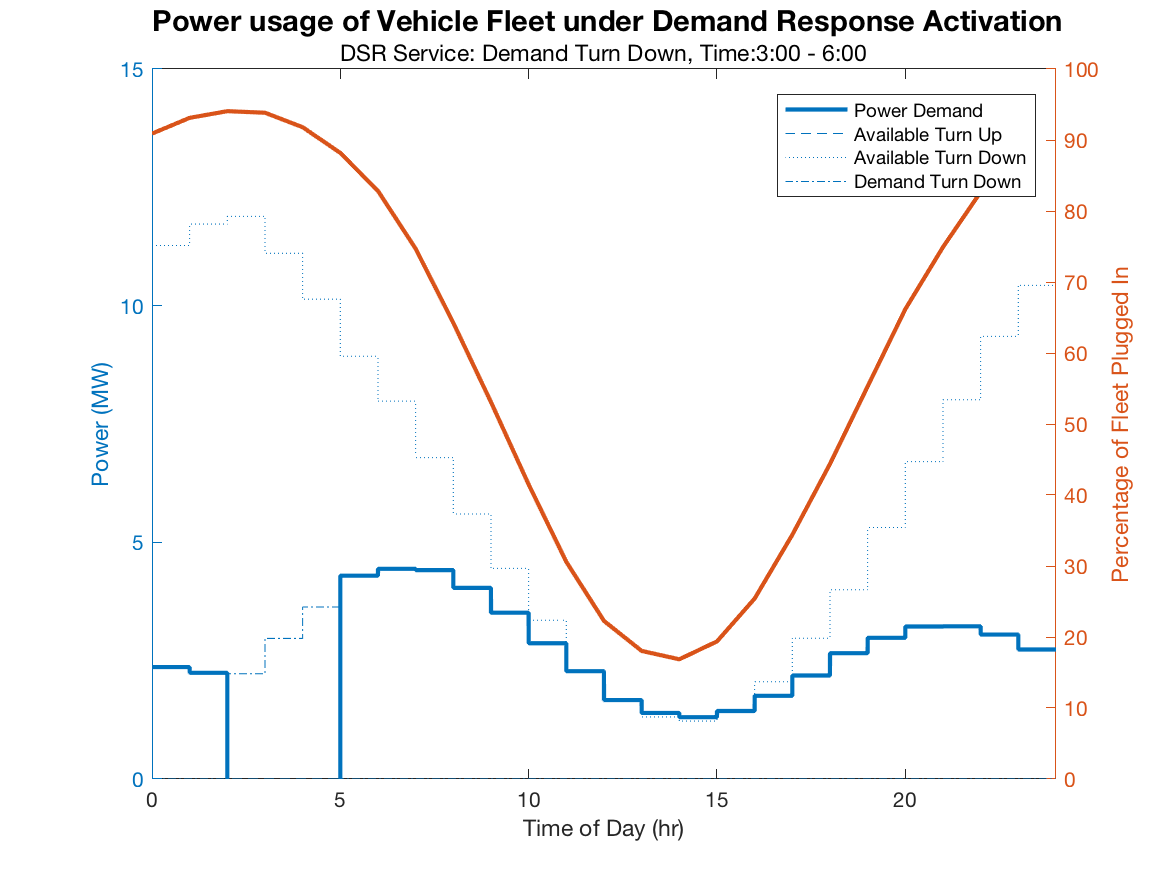 Power usage of Vehicle Fleet under Demand Response Activation
DSR Service: Demand Turn Down, Time:3:00 - 6:00
15
10
5
0
Power (MW)
100
90
80
70
60
50
40
30
20
10
0
Percentage of Fleet Plugged In
Power Demand
Available Turn Up
Available Turn Down
Demand Turn Down
0
5
10
15
20
Time of Day (hr)